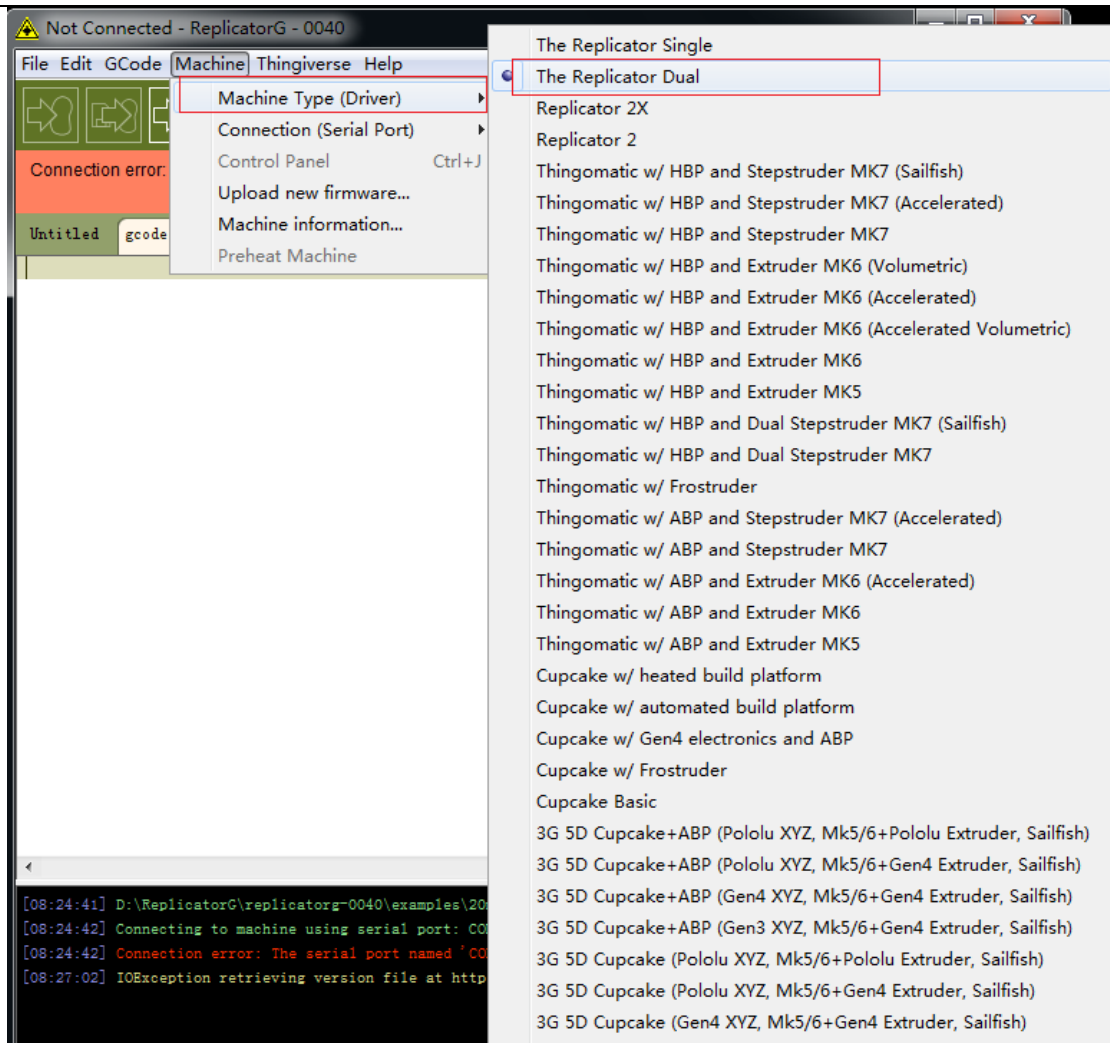 Not Connected - ReplicatorG - 0040
File Edit GCode Machine Thingiverse Help
Machine Type (Driver)
Connection (Serial Port)
Control Panel Ctrl+J
Upload new firmware...
Machine information...
Preheat Machine
Connection error:
Untitled gcode
The Replicator Single
The Replicator Dual
Replicator 2X
Replicator 2
Thingomatic w/ HBP and Stepstruder MK7 (Sailfish)
Thingomatic w/ HBP and Stepstruder MK7 (Accelerated)
Thingomatic w/ HBP and Stepstruder MK7
Thingomatic w/ HBP and Extruder MK6 (Volumetric)
Thingomatic w/ HBP and Extruder MK6 (Accelerated)
Thingomatic w/ HBP and Extruder MK6 (Accelerated Volumetric)
Thingomatic w/ HBP and Extruder MK6
Thingomatic w/ HBP and Extruder MK5
Thingomatic w/ HBP and Dual Stepstruder MK7 (Sailfish)
Thingomatic w/ HBP and Dual Stepstruder MK7
Thingomatic w/ Frostruder
Thingomatic w/ ABP and Stepstruder MK7 (Accelerated)
Thingomatic w/ ABP and Stepstruder MK7
Thingomatic w/ ABP and Extruder MK6 (Accelerated)
Thingomatic w/ ABP and Extruder MK6
Thingomatic w/ ABP and Extruder MK5
Cupcake w/ heated build platform
Cupcake w/ automated build platform
Cupcake w/ Gen4 electronics and ABP
Cupcake w/ Frostruder
Cupcake Basic
3G 5D Cupcake+ABP (Pololu XYZ, Mk5/6+Pololu Extruder, Sailfish)
3G 5D Cupcake+ABP (Pololu XYZ, Mk5/6+Gen4 Extruder, Sailfish)
3G 5D Cupcake+ABP (Gen4 XYZ, Mk5/6+Gen4 Extruder, Sailfish)
3G 5D Cupcake+ABP (Gen3 XYZ, Mk5/6+Gen4 Extruder, Sailfish)
3G 5D Cupcake (Pololu XYZ, Mk5/6+Pololu Extruder, Sailfish)
3G 5D Cupcake (Pololu XYZ, Mk5/6+Gen4 Extruder, Sailfish)
3G 5D Cupcake (Gen4 XYZ, Mk5/6+Gen4 Extruder, Sailfish)
[08:24:41] D:\ReplicatorG\replicatorg-0040\examples\20
[08:24:42] Connecting to machine using serial port: CO
[08:24:42] Connection error: The serial port named 'CO
[08:27:02] IOException retrieving version file at http